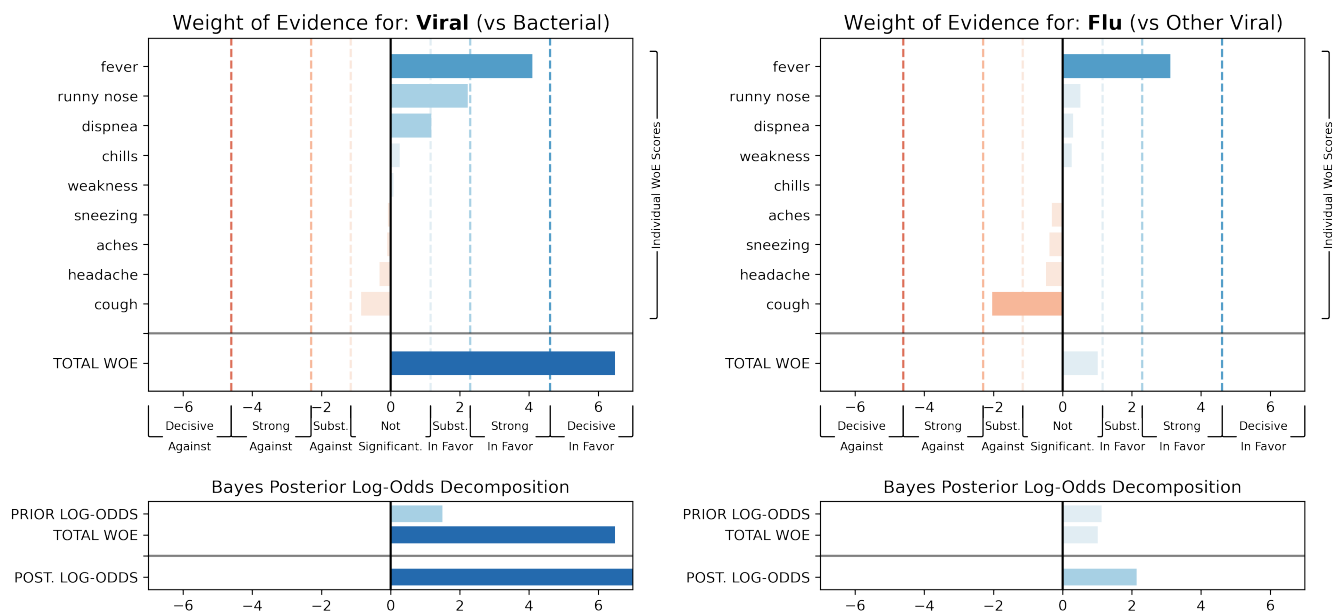 Weight of Evidence for: Viral (vs Bacterial)
fever
runny nose
dispnea
chills
weakness
sneezing
aches
headache
cough
TOTAL WOE
Individual WoE Scores
−6 −4 −2 0 2 4 6
Decisive Strong Subst. Not Subst. Strong Decisive
Against Against Against Significant. In Favor In Favor In Favor
Bayes Posterior Log-Odds Decomposition
PRIOR LOG-ODDS
TOTAL WOE
POST. LOG-ODDS
−6 −4 −2 0 2 4 6
Weight of Evidence for: Flu (vs Other Viral)
fever
runny nose
dispnea
weakness
chills
aches
sneezing
headache
cough
TOTAL WOE
Individual WoE Scores
−6 −4 −2 0 2 4 6
Decisive Strong Subst. Not Subst. Strong Decisive
Against Against Against Significant. In Favor In Favor In Favor
Bayes Posterior Log-Odds Decomposition
PRIOR LOG-ODDS
TOTAL WOE
POST. LOG-ODDS
−6 −4 −2 0 2 4 6